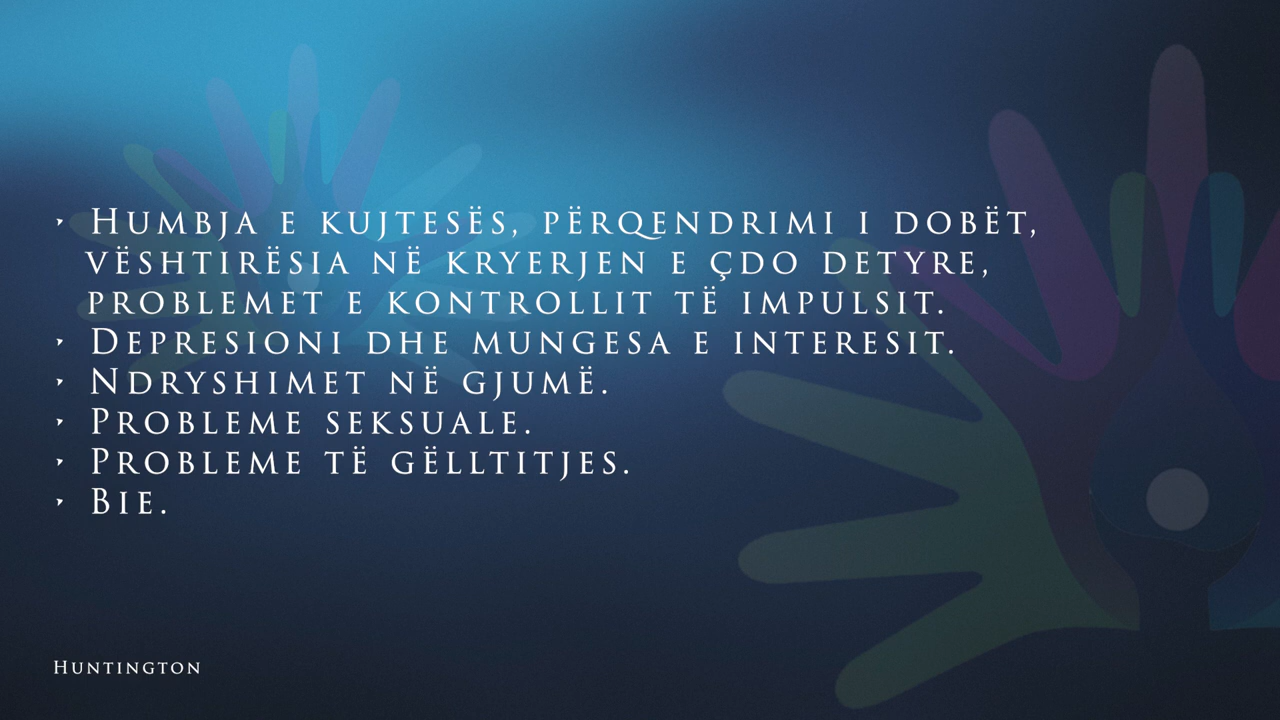 ‣ Humbja e kujtesës, përqendrimi i dobët,
vështirësia në kryerjen e çdo detyre,
problemet e kontrollit të impulsit.
‣ Depresioni dhe mungesa e interesit.
‣ Ndryshimet në gjumë.
‣ Probleme seksuale.
‣ Probleme të gëlltitjes.
‣ Bie.
Huntington